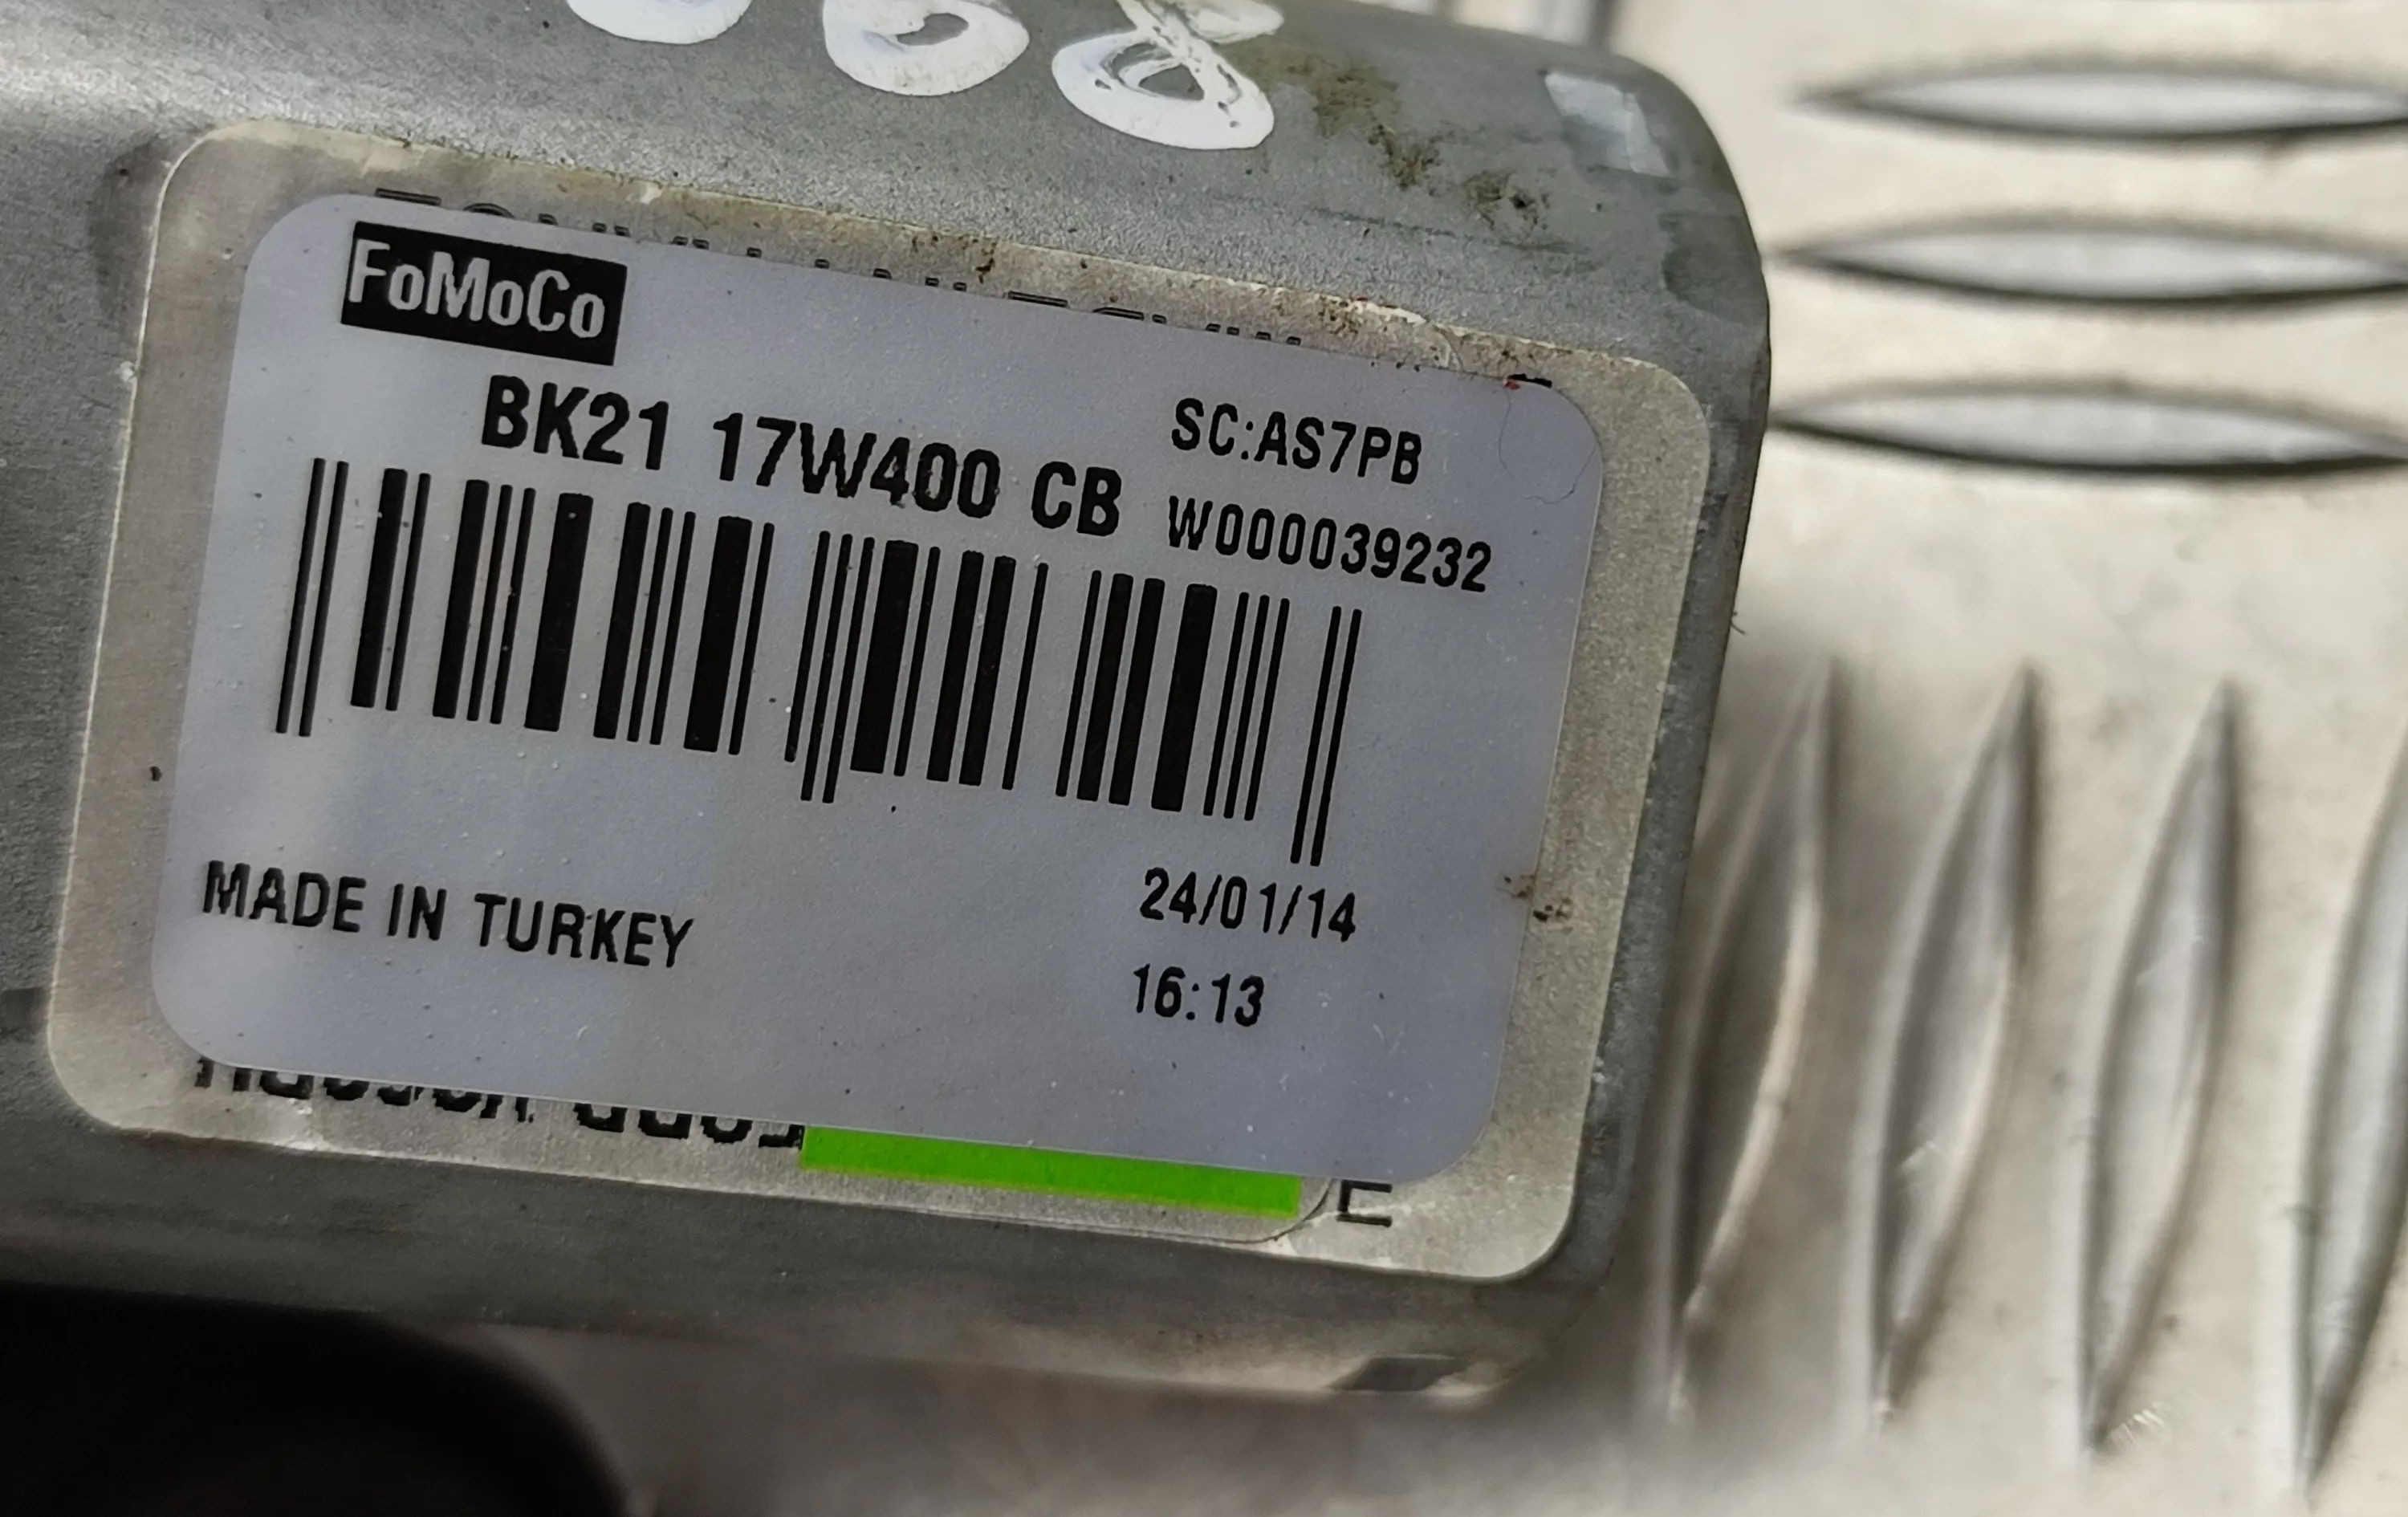 FoMoCo
BK21 17W400 CB
SC:AS7PB
W000039232
MADE IN TURKEY
24/01/14
16:13